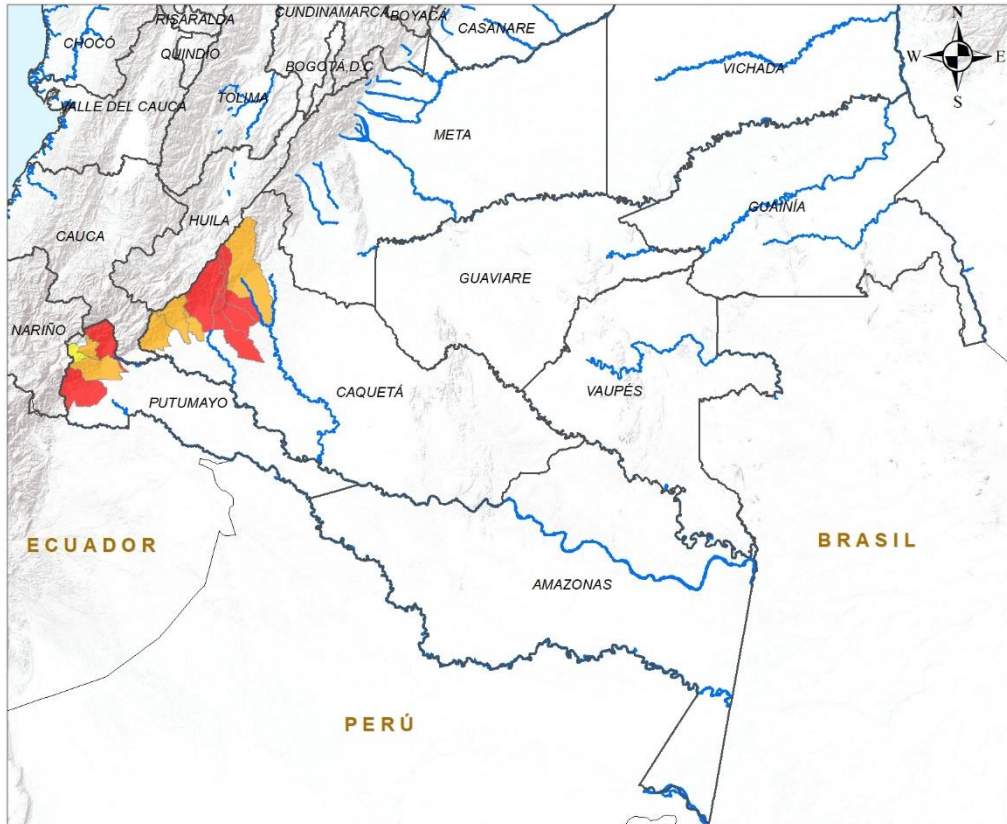 RISARALDA
CUNDINAMARCA
BOYACÁ
CASANARE
N
CHOCÓ
QUINDÍO
BOGOTÁ,D.C
W
E
VICHADA
S
VALLE DEL CAUCA
TOLIMA
META
GUAINÍA
HUILA
CAUCA
GUAVIARE
NARIÑO
CAQUETÁ
VAUPÉS
PUTUMAYO
ECUADOR
BRASIL
AMAZONAS
PERÚ